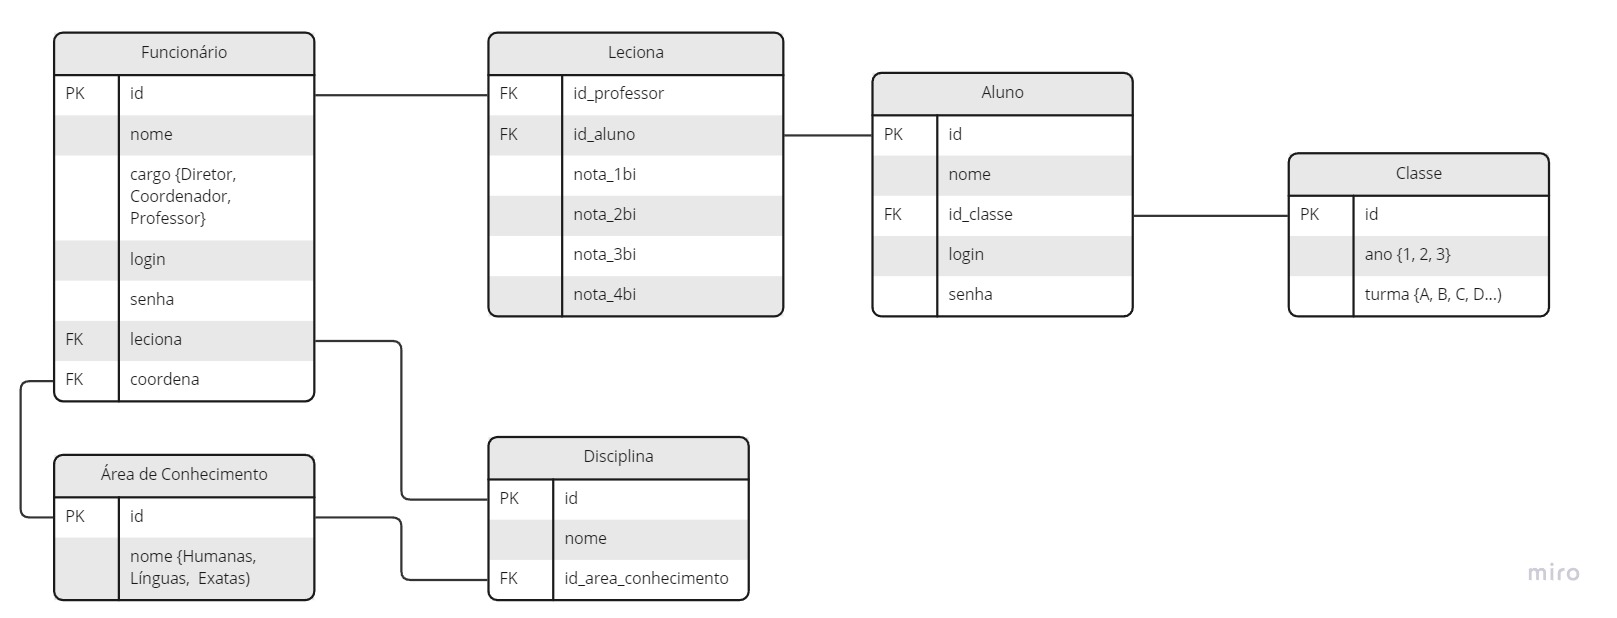 Funcionário
PK id
nome
cargo {Diretor,
Coordenador,
Professor}
login
senha
FK leciona
FK coordena
Leciona
FK id_professor
FK id_aluno
nota_1bi
nota_2bi
nota_3bi
nota_4bi
Aluno
PK id
nome
FK id_classe
login
senha
Classe
PK id
ano {1, 2, 3}
turma {A, B, C, D...)
Área de Conhecimento
PK id
nome {Humanas,
Línguas, Exatas)
Disciplina
PK id
nome
FK id_area_conhecimento
miro